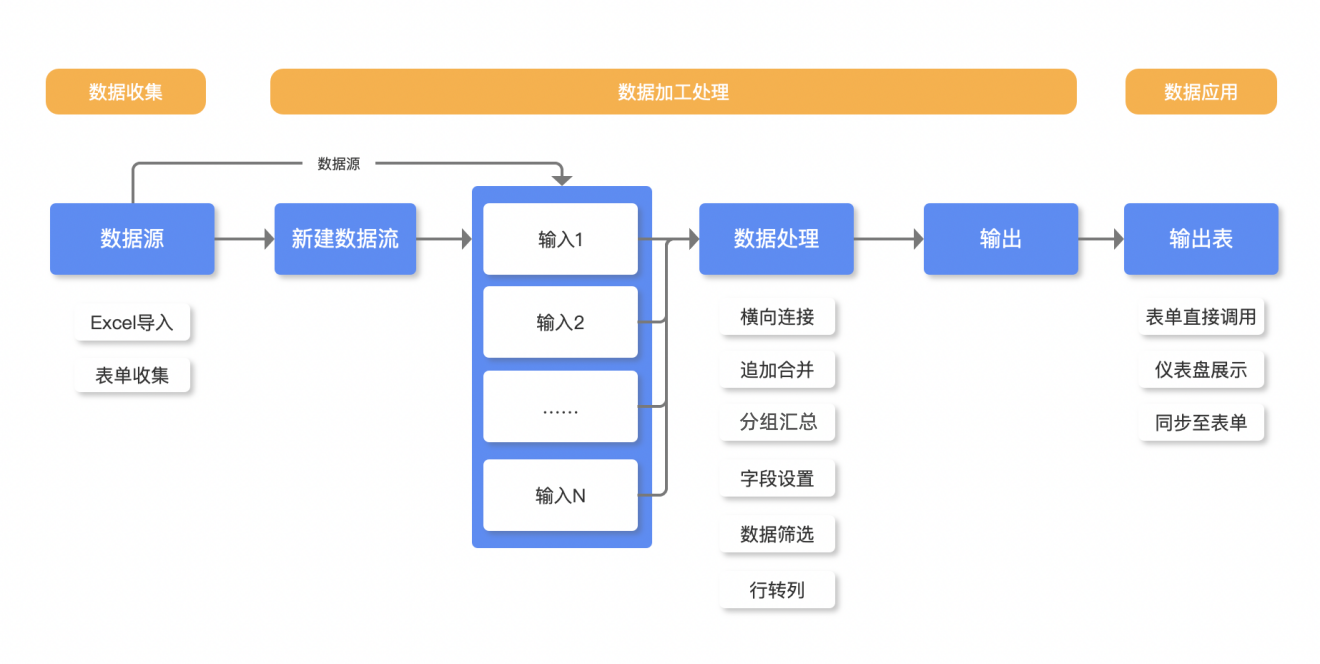 数据收集
数据加工处理
数据应用
数据源
数据源
新建数据流
输入1
输入2
......
输入N
数据处理
输出
输出表
Excel导入
表单收集
横向连接
追加合并
分组汇总
字段设置
数据筛选
行转列
表单直接调用
仪表盘展示
同步至表单